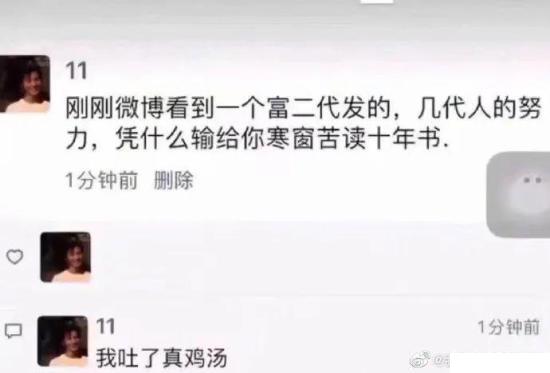 11
刚刚微博看到一个富二代发的，几代人的努
力，凭什么输给你寒窗苦读十年书.
1分钟前 删除
11
1分钟前
我吐了真鸡汤